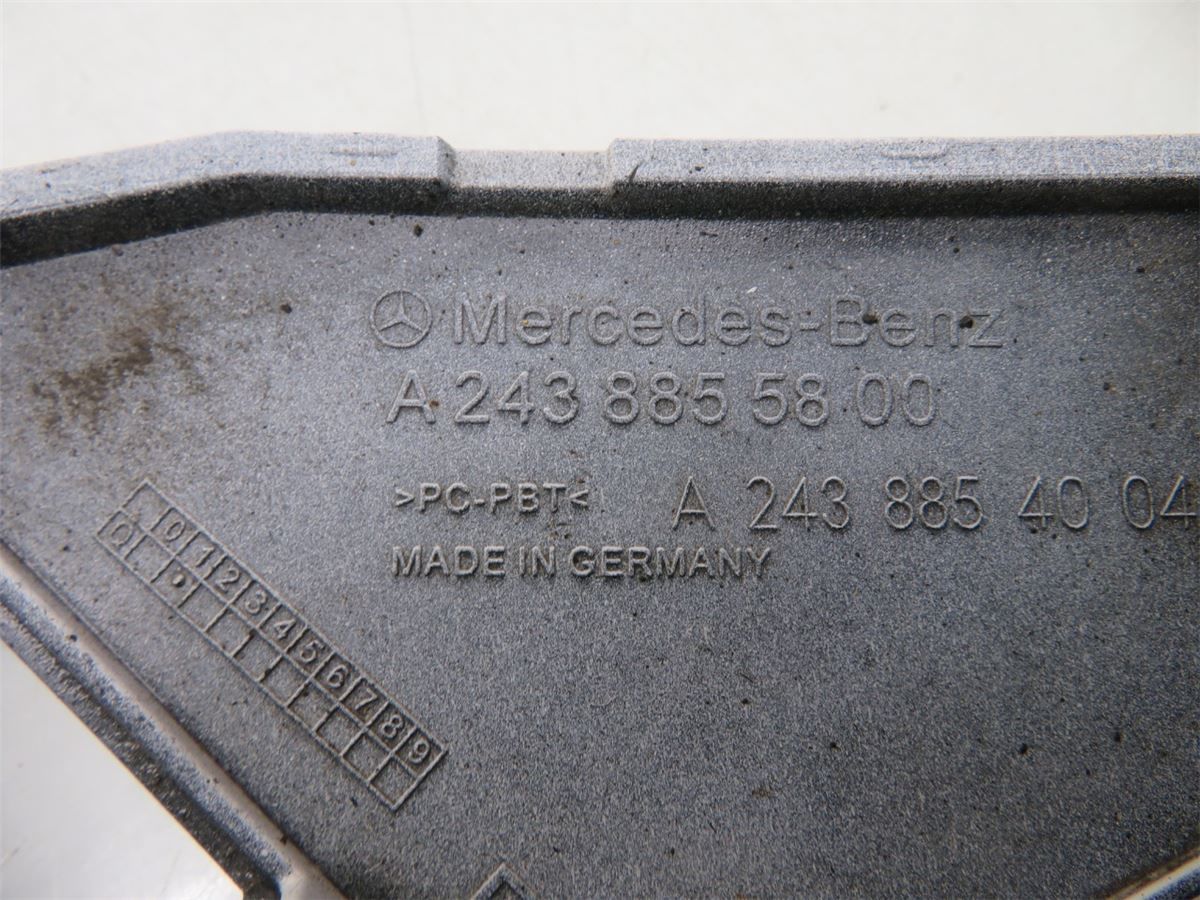 Mercedes-Benz
A 243 885 58 00
>PC-PBT< A 243 885 40 04
MADE IN GERMANY
0 1 2 3 4 5 6 7 8 9
0